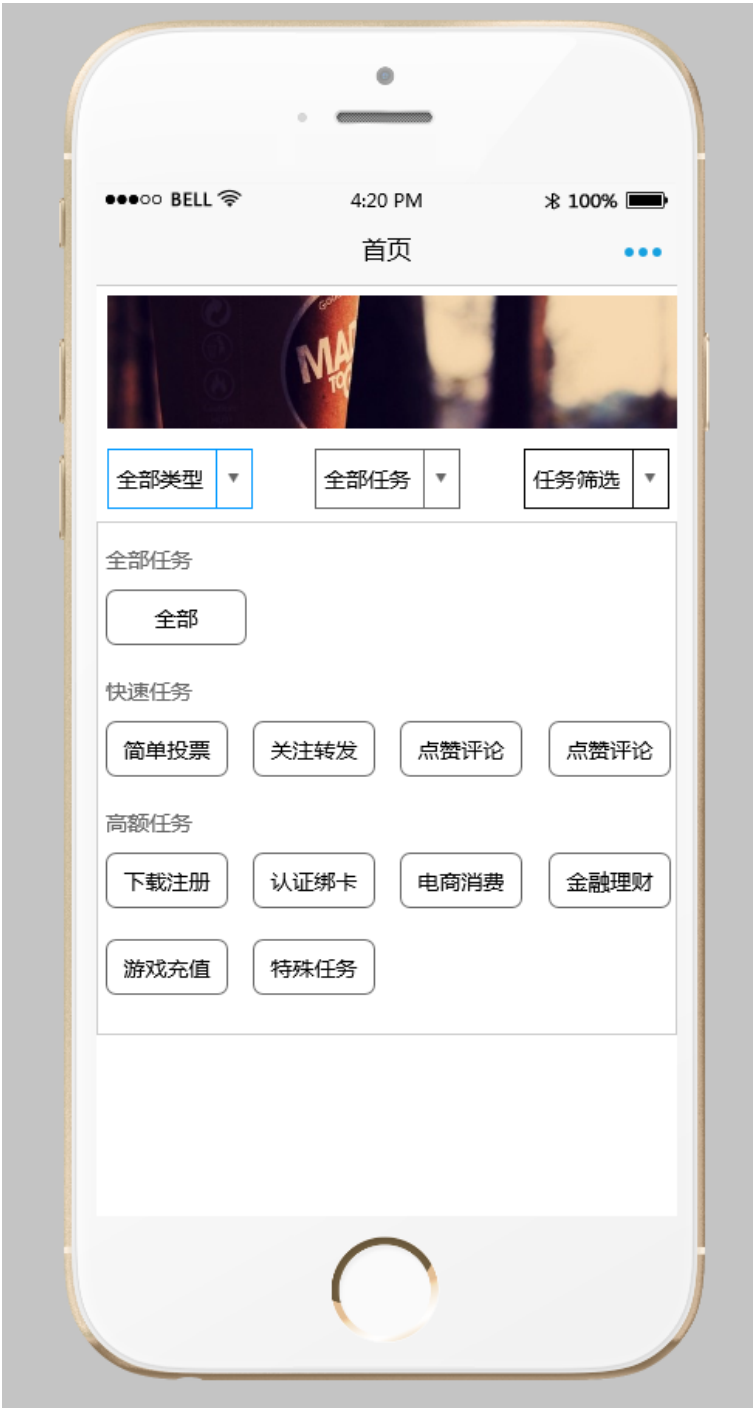 ●●●○○ BELL 4:20 PM 100%
首页
MAD
TO
全部类型 全部任务 任务筛选
全部任务
全部
快速任务
简单投票 关注转发 点赞评论 点赞评论
高额任务
下载注册 认证绑卡 电商消费 金融理财
游戏充值 特殊任务